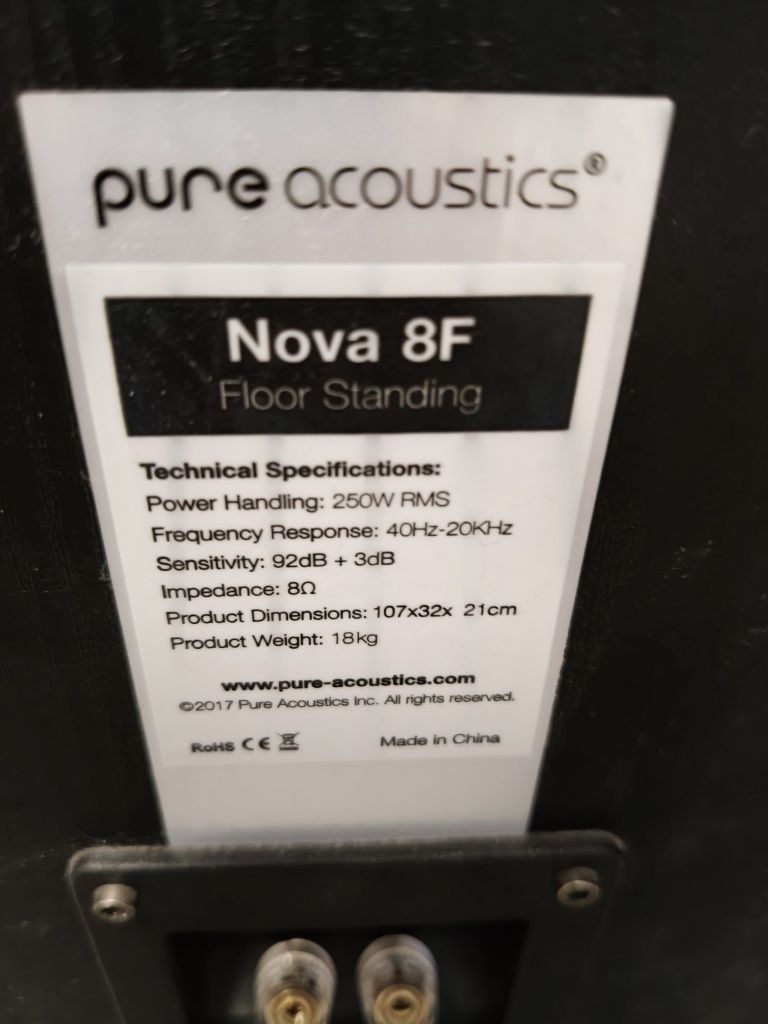 pure acoustics®
Nova 8F
Floor Standing
Technical Specifications:
Power Handling: 250W RMS
Frequency Response: 40Hz-20KHz
Sensitivity: 92dB + 3dB
Impedance: 8Ω
Product Dimensions: 107x32x 21cm
Product Weight: 18kg
www.pure-acoustics.com
©2017 Pure Acoustics Inc. All rights reserved.
RoHS CE Made in China